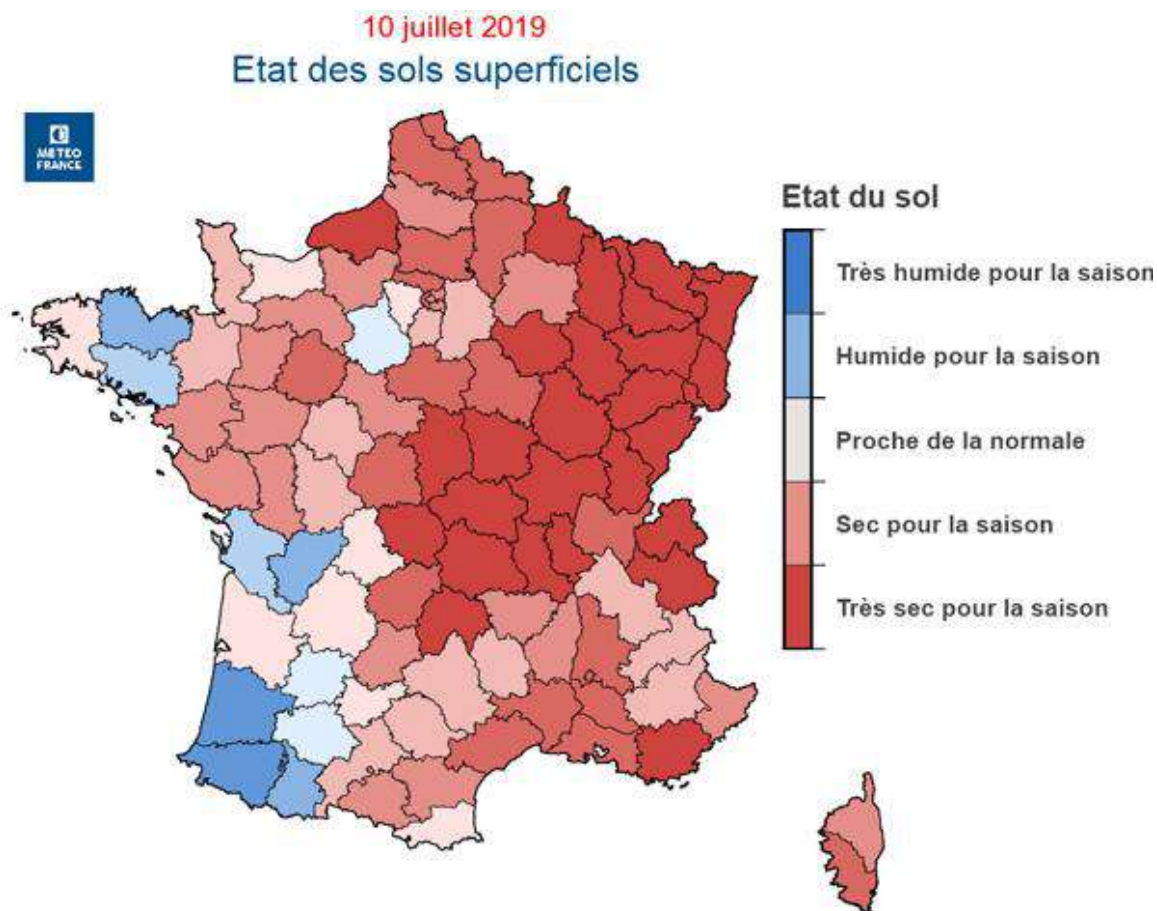 10 juillet 2019
Etat des sols superficiels
METEO
FRANCE
Etat du sol
Très humide pour la saison
Humide pour la saison
Proche de la normale
Sec pour la saison
Très sec pour la saison